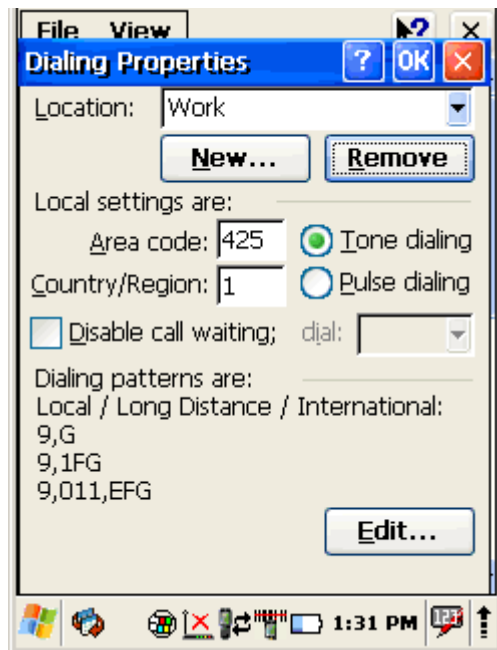 File View ?
Dialing Properties ? OK
Location: Work
New... Remove
Local settings are:
Area code: 425 Tone dialing
Country/Region: 1 Pulse dialing
Disable call waiting; dial:
Dialing patterns are:
Local / Long Distance / International:
9,G
9,1FG
9,011,EFG
Edit...
1:31 PM 123